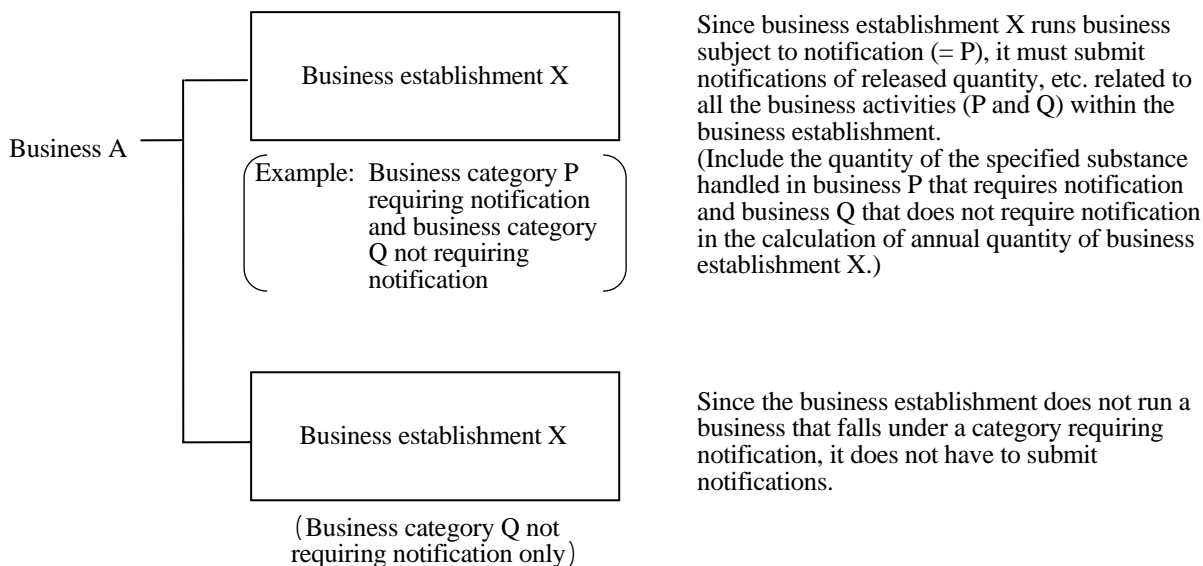 Business A
Business establishment X
Example: Business category P
requiring notification
and business category
Q not requiring
notification
Since business establishment X runs business
subject to notification (= P), it must submit
notifications of released quantity, etc. related to
all the business activities (P and Q) within the
business establishment.
(Include the quantity of the specified substance
handled in business P that requires notification
and business Q that does not require notification
in the calculation of annual quantity of business
establishment X.)
Business establishment X
(Business category Q not
requiring notification only)
Since the business establishment does not run a
business that falls under a category requiring
notification, it does not have to submit
notifications.